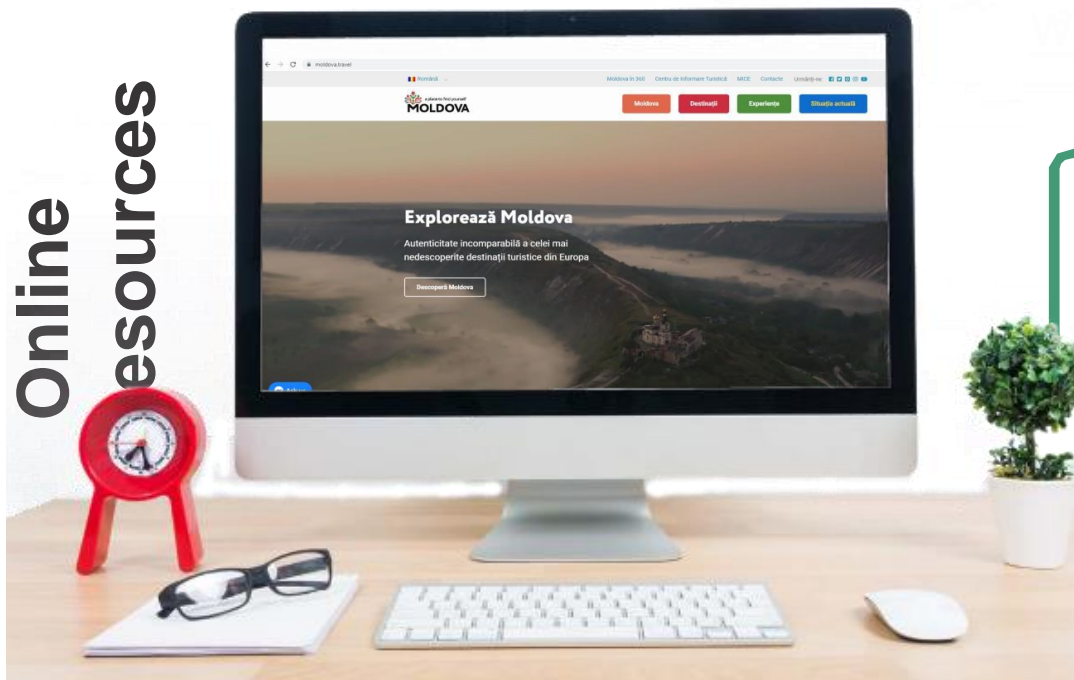 Online
esources
moldova.travel
Română
Moldova în 360 Centru de Informare Turistică MICE Contacte Urmăriți-ne
MOLDOVA
Moldova Destinații Experiențe Situația actuală
Explorează Moldova
Autenticitate incomparabilă a celei mai
nedescoperite destinații turistice din Europa
Descoperă Moldova